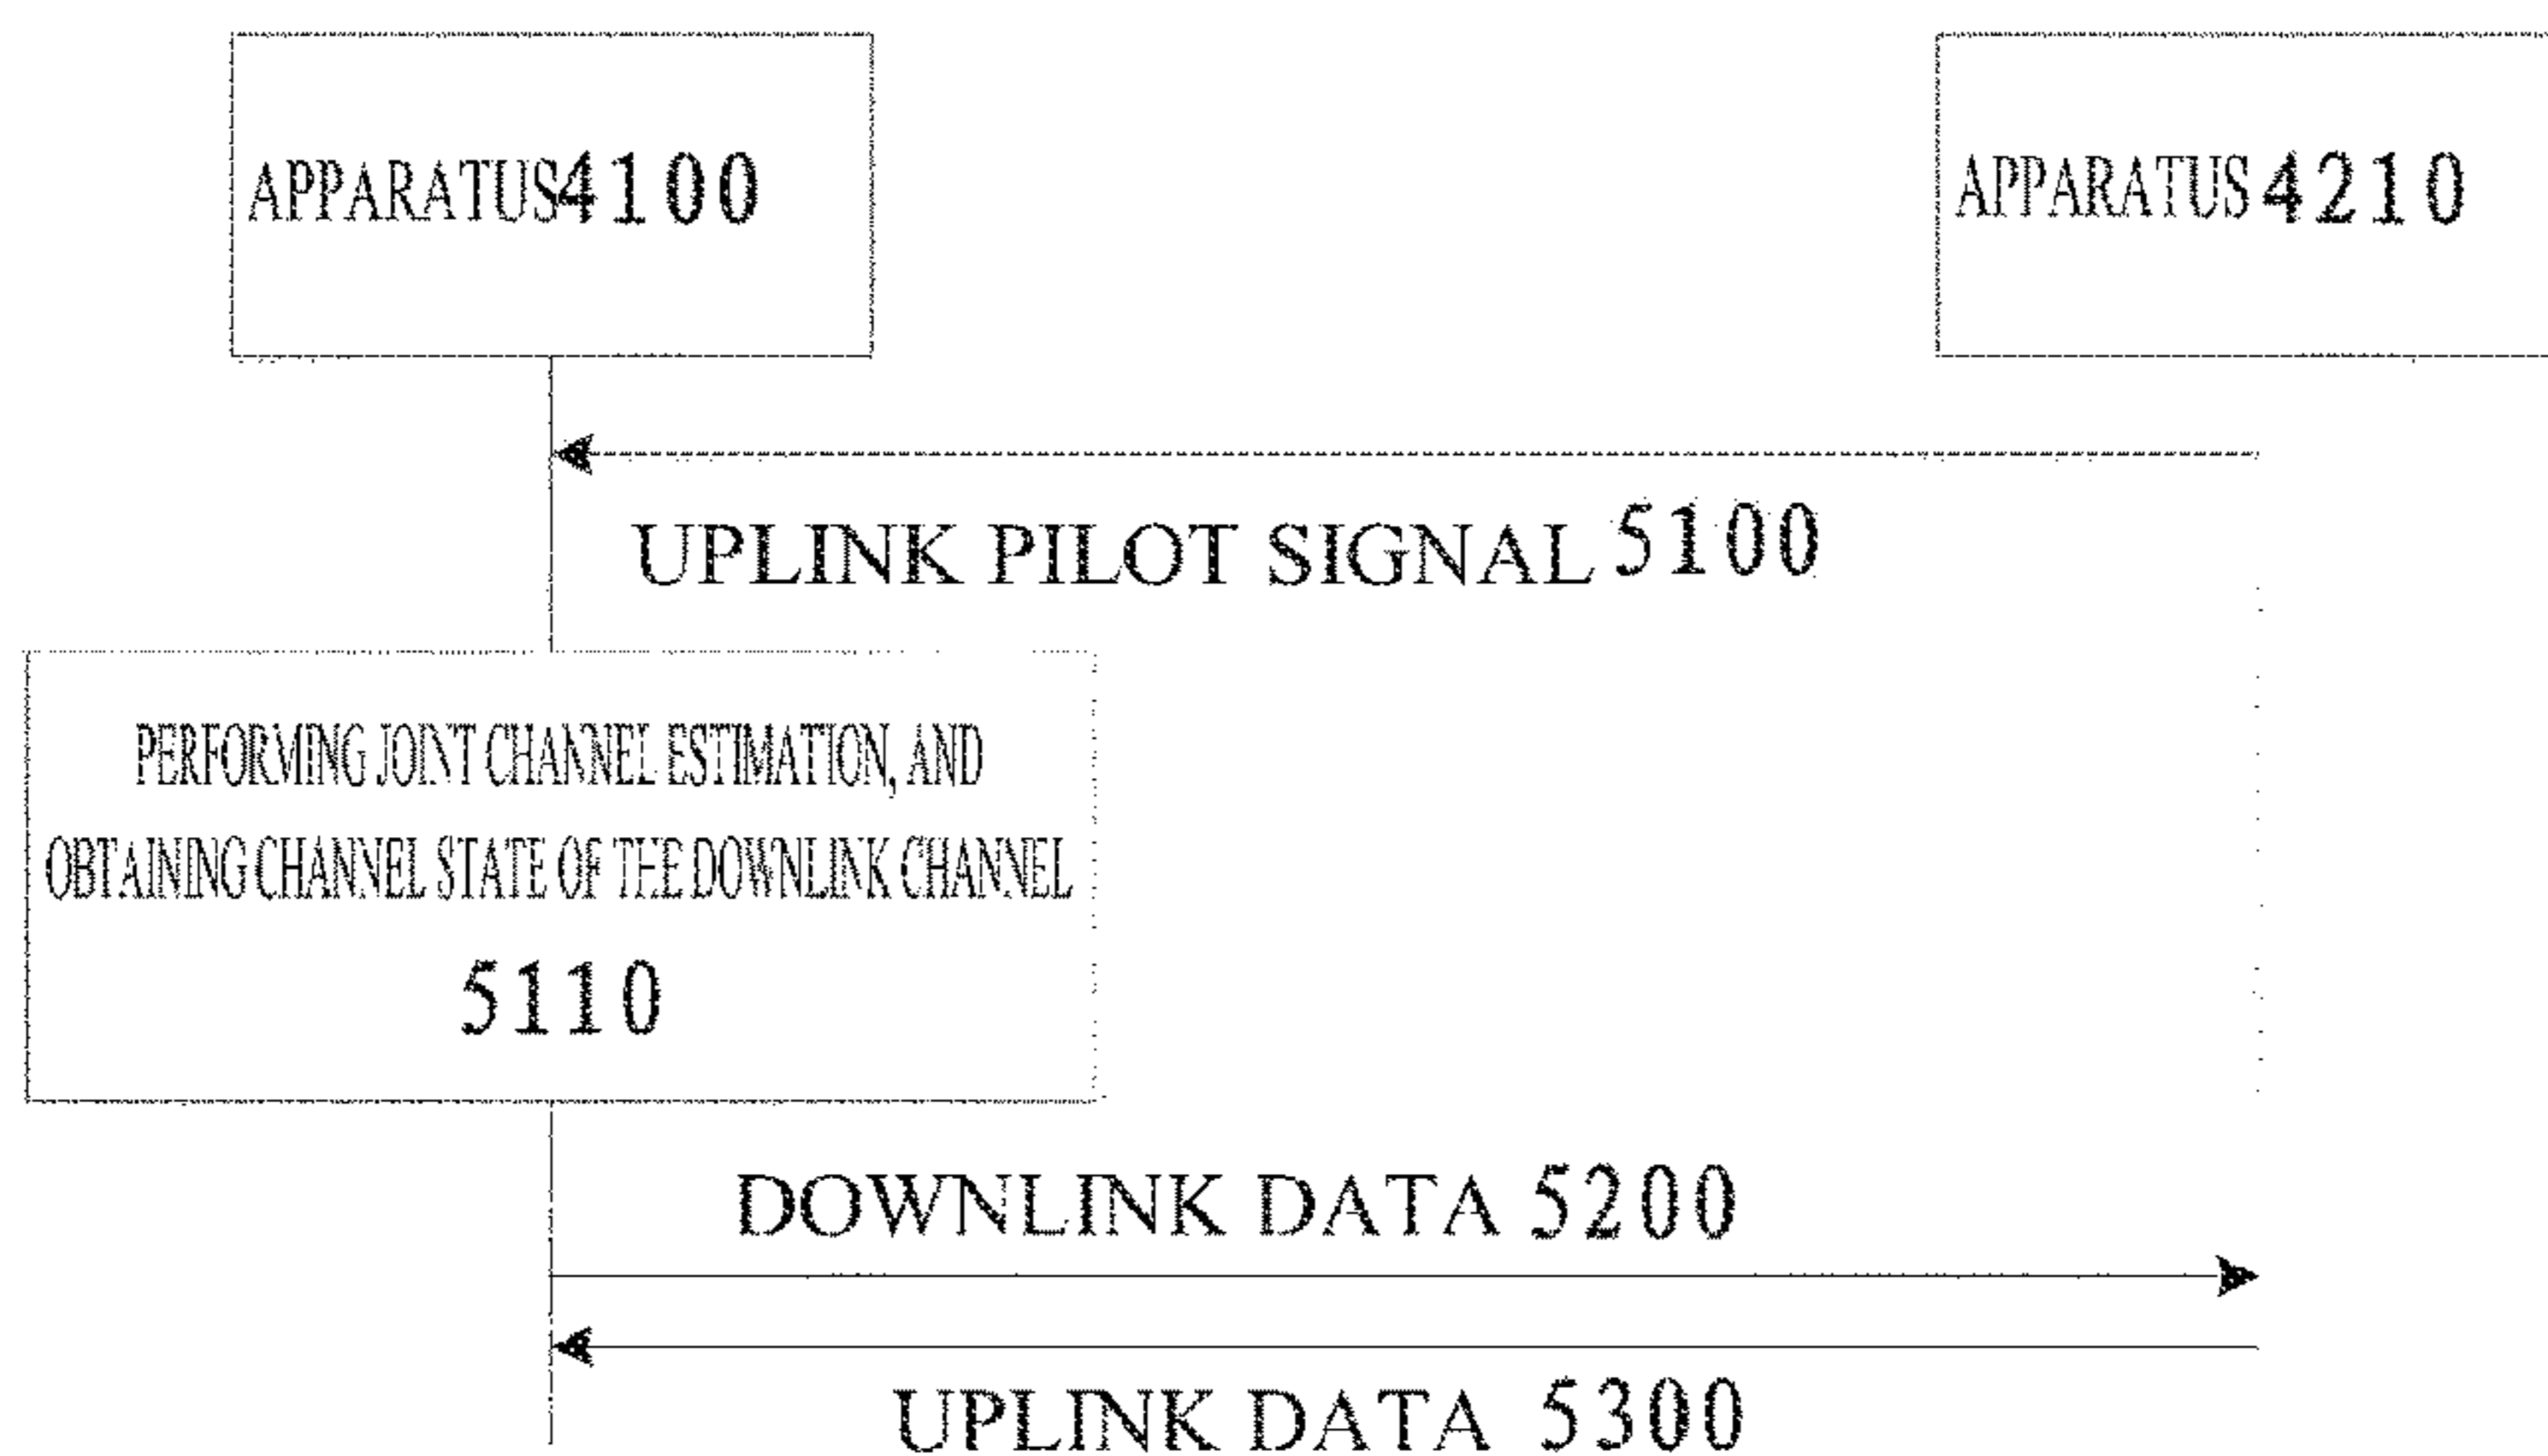 APPARATUS4100
APPARATUS 4210
UPLINK PILOT SIGNAL 5100
PERFORMING JOINT CHANNEL ESTIMATION, AND
OBTAINING CHANNEL STATE OF THE DOWNLINK CHANNEL
5110
DOWNLINK DATA 5200
UPLINK DATA 5300